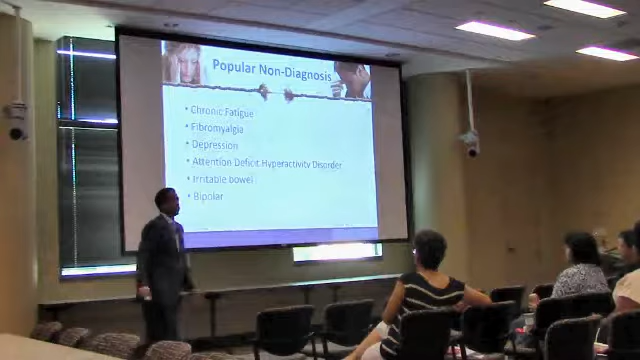 Popular Non-Diagnosis
• Chronic Fatigue
• Fibromyalgia
• Depression
• Attention Deficit Hyperactivity Disorder
• Irritable bowel
• Bipolar